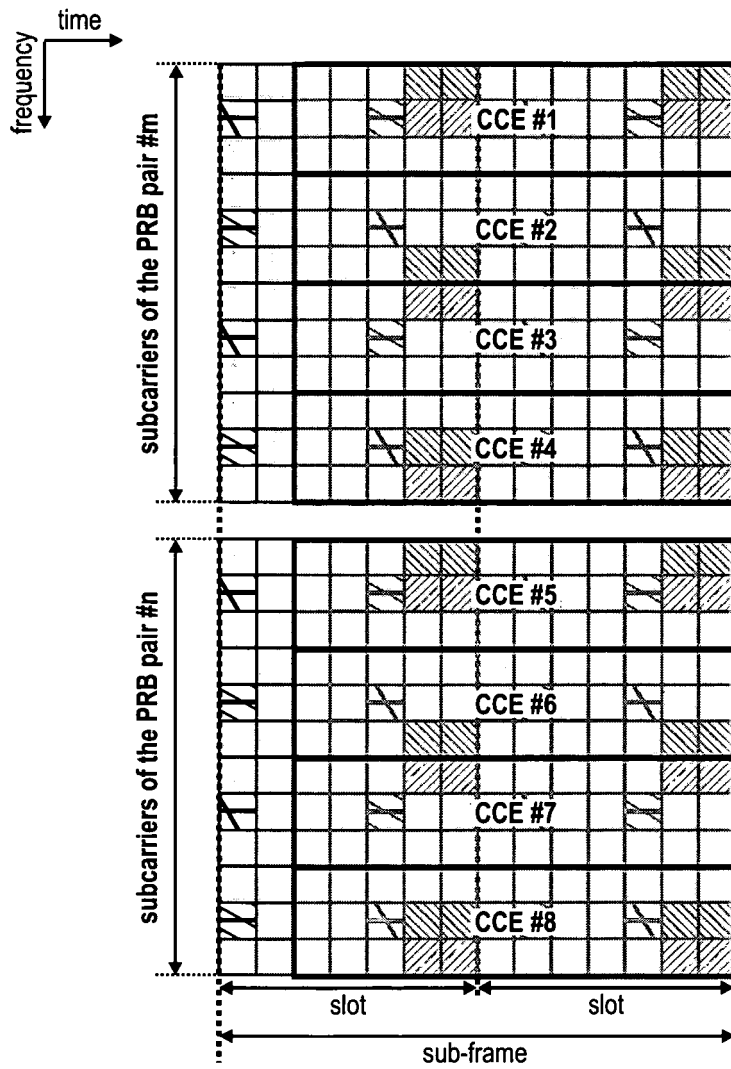 time
frequency
subcarriers of the PRB pair #m
CCE #1
CCE #2
CCE #3
CCE #4
subcarriers of the PRB pair #n
CCE #5
CCE #6
CCE #7
CCE #8
slot slot
sub-frame